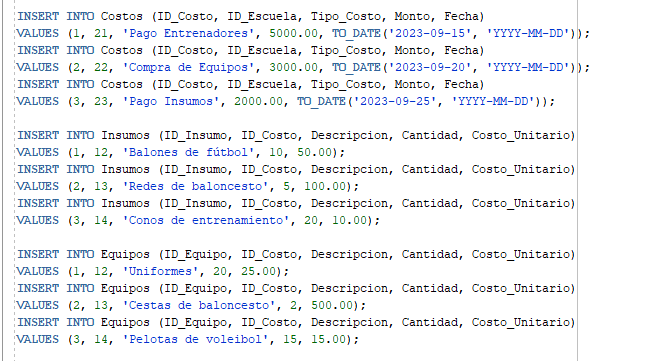 INSERT INTO Costos (ID_Costo, ID_Escuela, Tipo_Costo, Monto, Fecha)
VALUES (1, 21, 'Pago Entrenadores', 5000.00, TO_DATE('2023-09-15', 'YYYY-MM-DD'));
INSERT INTO Costos (ID_Costo, ID_Escuela, Tipo_Costo, Monto, Fecha)
VALUES (2, 22, 'Compra de Equipos', 3000.00, TO_DATE('2023-09-20', 'YYYY-MM-DD'));
INSERT INTO Costos (ID_Costo, ID_Escuela, Tipo_Costo, Monto, Fecha)
VALUES (3, 23, 'Pago Insumos', 2000.00, TO_DATE('2023-09-25', 'YYYY-MM-DD'));
INSERT INTO Insumos (ID_Insumo, ID_Costo, Descripcion, Cantidad, Costo_Unitario)
VALUES (1, 12, 'Balones de fútbol', 10, 50.00);
INSERT INTO Insumos (ID_Insumo, ID_Costo, Descripcion, Cantidad, Costo_Unitario)
VALUES (2, 13, 'Redes de baloncesto', 5, 100.00);
INSERT INTO Insumos (ID_Insumo, ID_Costo, Descripcion, Cantidad, Costo_Unitario)
VALUES (3, 14, 'Conos de entrenamiento', 20, 10.00);
INSERT INTO Equipos (ID_Equipo, ID_Costo, Descripcion, Cantidad, Costo_Unitario)
VALUES (1, 12, 'Uniformes', 20, 25.00);
INSERT INTO Equipos (ID_Equipo, ID_Costo, Descripcion, Cantidad, Costo_Unitario)
VALUES (2, 13, 'Cestas de baloncesto', 2, 500.00);
INSERT INTO Equipos (ID_Equipo, ID_Costo, Descripcion, Cantidad, Costo_Unitario)
VALUES (3, 14, 'Pelotas de voleibol', 15, 15.00);